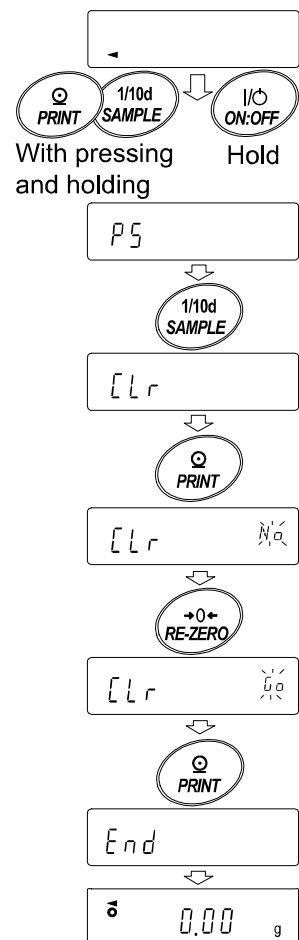 PRINT
1/10d
SAMPLE
I/
ON:OFF
With pressing
and holding
Hold
PS
1/10d
SAMPLE
CLr
PRINT
CLr No
→0←
RE-ZERO
CLr Go
PRINT
End
0.00 g